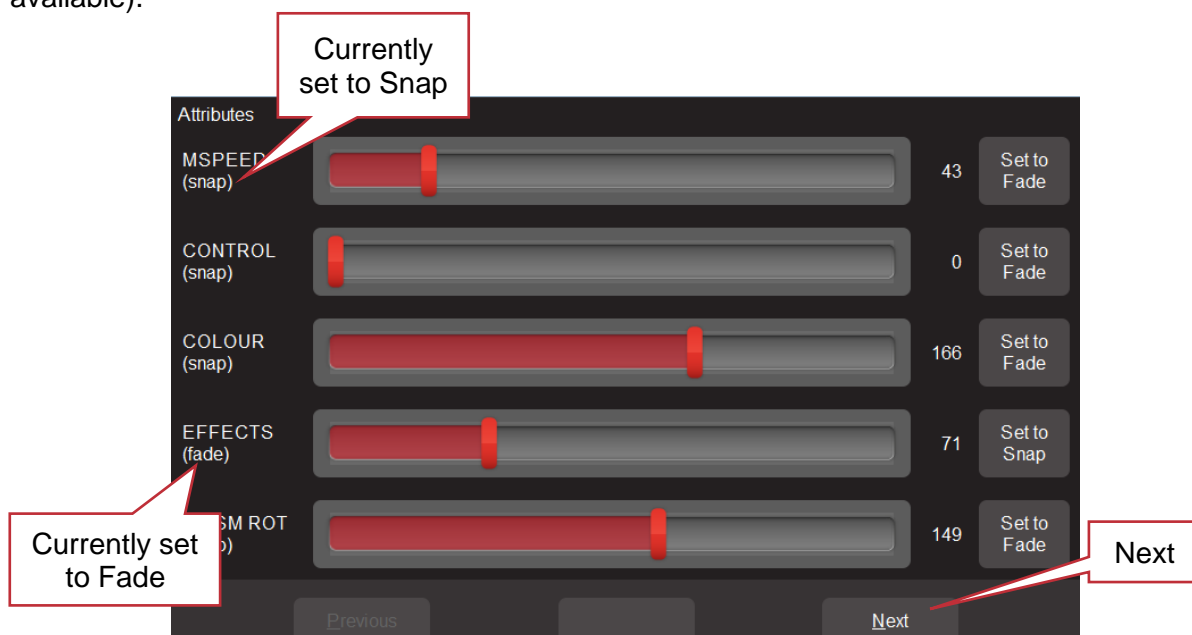 available).
Currently
set to Snap
Attributes
MSPEED
(snap)
43
Set to
Fade
CONTROL
(snap)
0
Set to
Fade
COLOUR
(snap)
166
Set to
Fade
EFFECTS
(fade)
71
Set to
Snap
SM ROT
149
Set to
Fade
Currently set
to Fade
Next
Previous
Next